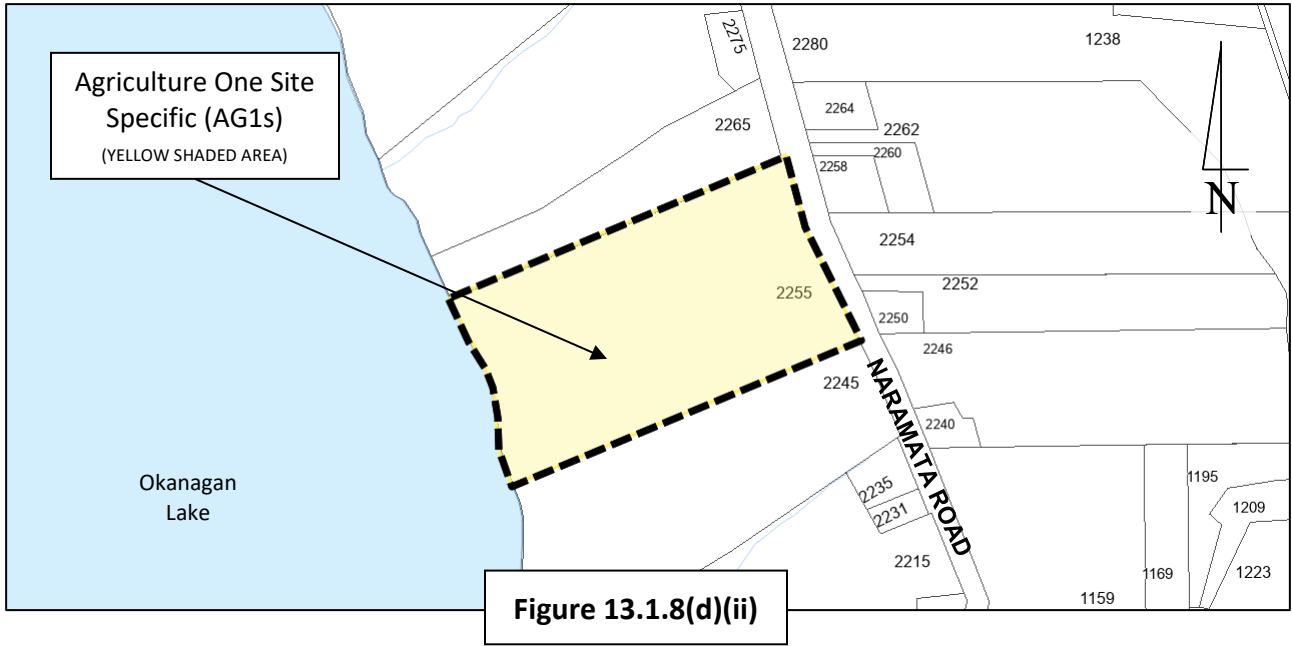 Agriculture One Site
Specific (AG1s)
(YELLOW SHADED AREA)
2275
2280
1238
2264
2262
2265
2260
2258
N
2254
2252
2255
2250
2246
2245
NARAMATA ROAD
2240
Okanagan
Lake
2235
2231
1195
1209
2215
1169
1223
1159
Figure 13.1.8(d)(ii)